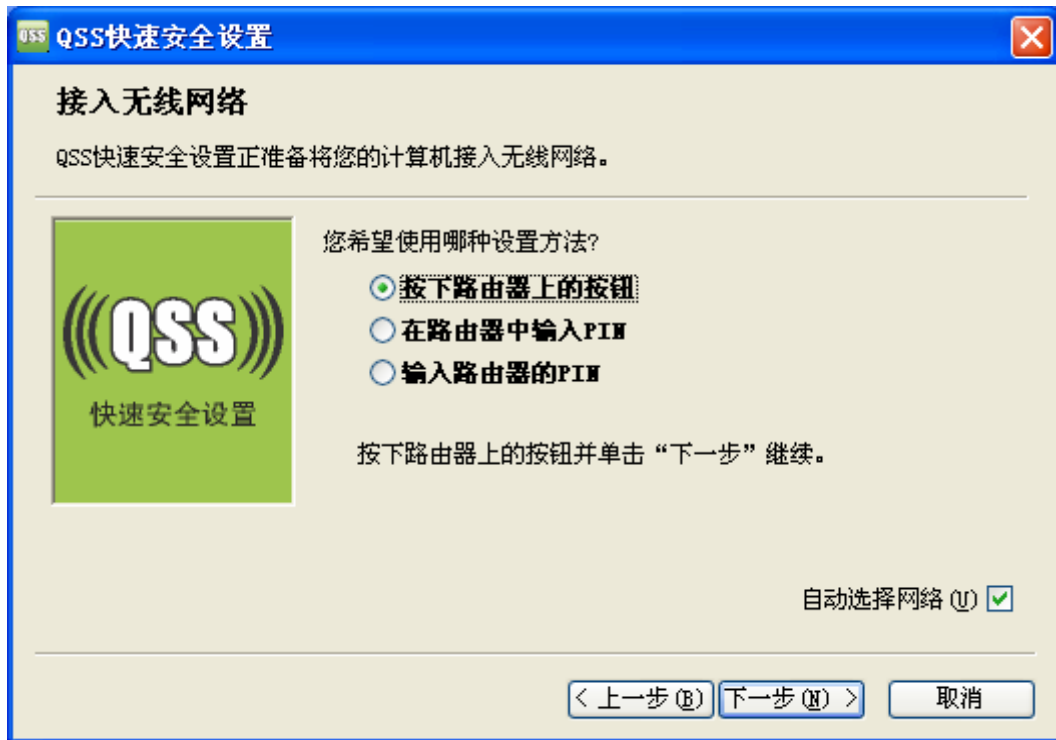 QSS QSS快速安全设置
接入无线网络
QSS快速安全设置正准备将您的计算机接入无线网络。
您希望使用哪种设置方法?
按下路由器上的按钮
在路由器中输入PIN
输入路由器的PIN
(((QSS)))
快速安全设置
按下路由器上的按钮并单击“下一步”继续。
自动选择网络(U)
< 上一步(B) 下一步(N) > 取消